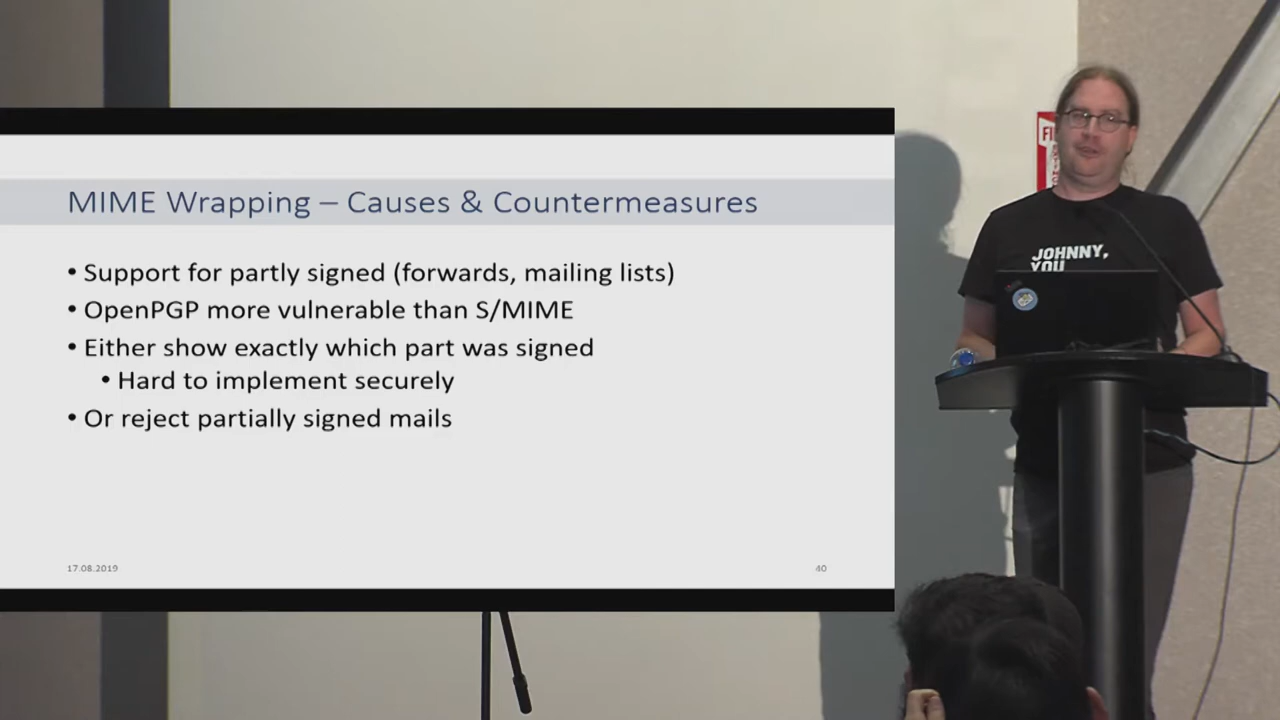 MIME Wrapping – Causes & Countermeasures
• Support for partly signed (forwards, mailing lists)
• OpenPGP more vulnerable than S/MIME
• Either show exactly which part was signed
• Hard to implement securely
• Or reject partially signed mails
17.08.2019
40
JOHNNY,
YOU